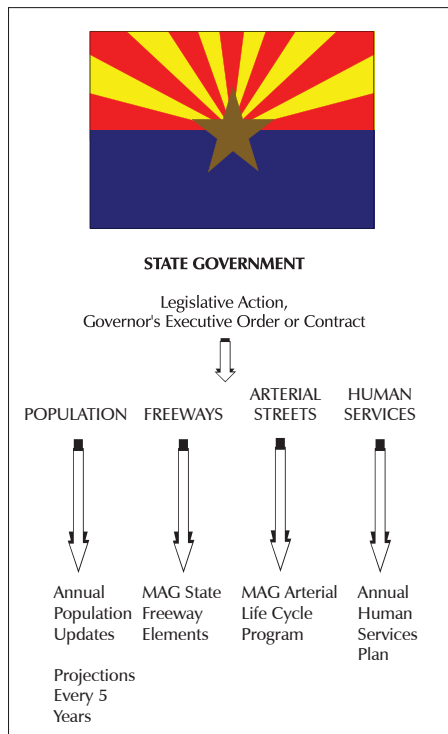 STATE GOVERNMENT
Legislative Action,
Governor's Executive Order or Contract
POPULATION
FREEWAYS
ARTERIAL
STREETS
HUMAN
SERVICES
Annual
Population
Updates
Projections
Every 5
Years
MAG State
Freeway
Elements
MAG Arterial
Life Cycle
Program
Annual
Human
Services
Plan